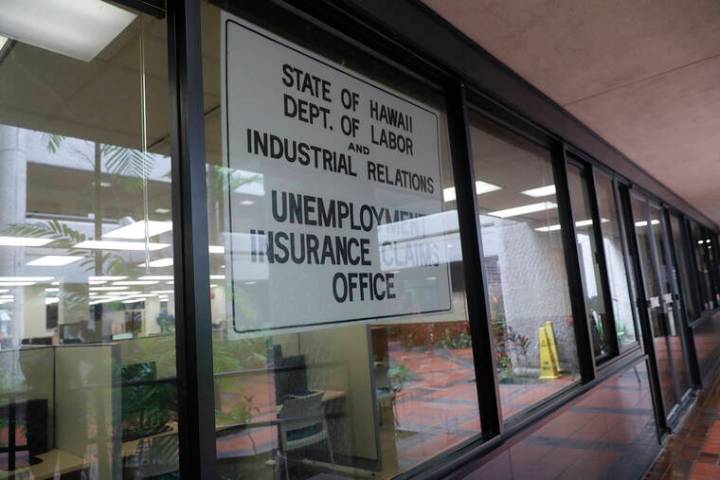 STATE OF HAWAII
DEPT. OF LABOR
AND
INDUSTRIAL RELATIONS
UNEMPLOYMENT
INSURANCE CLAIMS
OFFICE